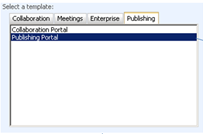 Select a template:
Collaboration Meetings Enterprise Publishing
Collaboration Portal
Publishing Portal